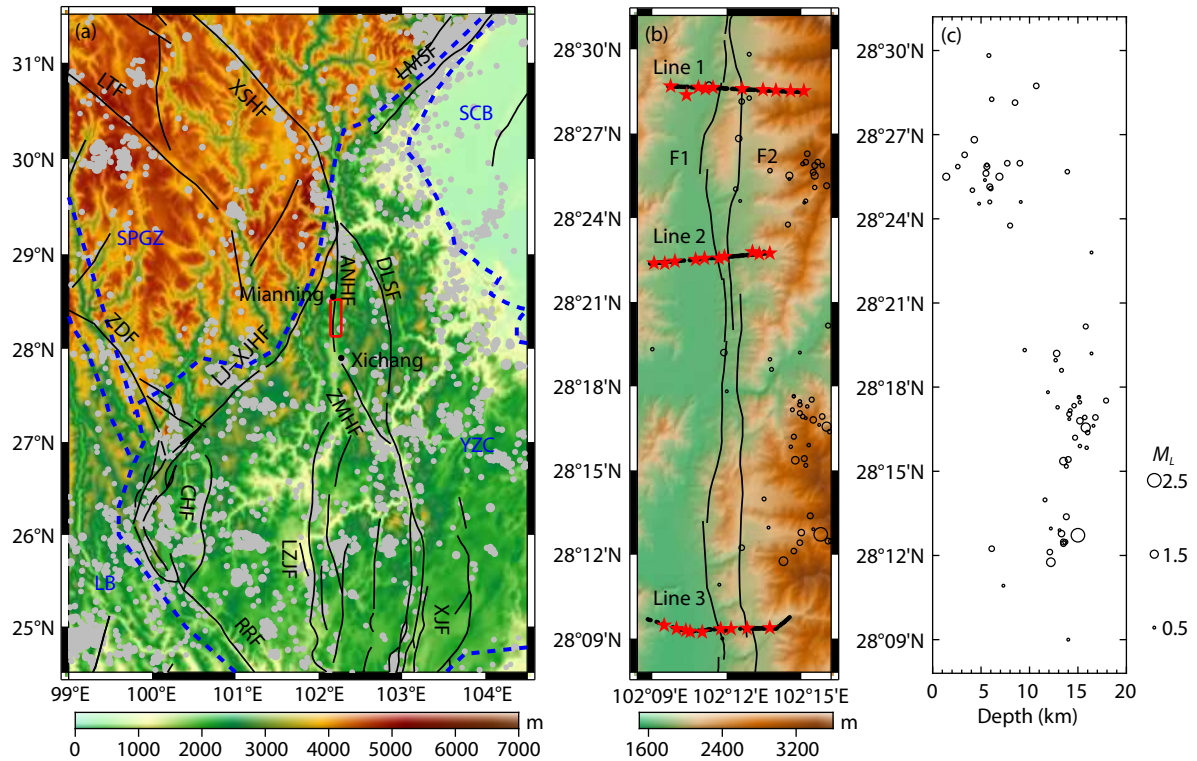 (a)
31°N
30°N
29°N
28°N
27°N
26°N
25°N
99°E
100°E
101°E
102°E
103°E
104°E
LTF
XSHF
LMSF
SCB
SPGZ
ANHF
DLSF
Mianning
ZDF
LJ-XJHF
Xichang
ZMHF
YZC
CHF
LZJF
LB
RRF
XJF
0 1000 2000 3000 4000 5000 6000 7000 m
(b)
28°30'N
28°27'N
28°24'N
28°21'N
28°18'N
28°15'N
28°12'N
28°09'N
Line 1
F1
F2
Line 2
Line 3
102°09'E
102°12'E
102°15'E
1600 2400 3200 m
(c)
28°30'N
28°27'N
28°24'N
28°21'N
28°18'N
28°15'N
28°12'N
28°09'N
0 5 10 15 20
Depth (km)
M_L
2.5
1.5
0.5